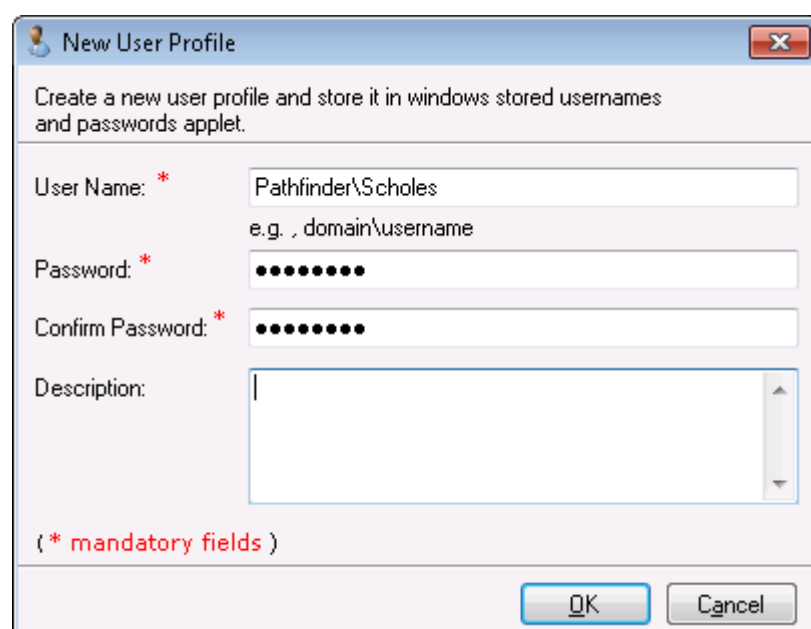 New User Profile
Create a new user profile and store it in windows stored usernames
and passwords applet.
User Name: * Pathfinder\Scholes
e.g. , domain\username
Password: * ●●●●●●●●
Confirm Password: * ●●●●●●●●
Description:
( * mandatory fields )
OK Cancel